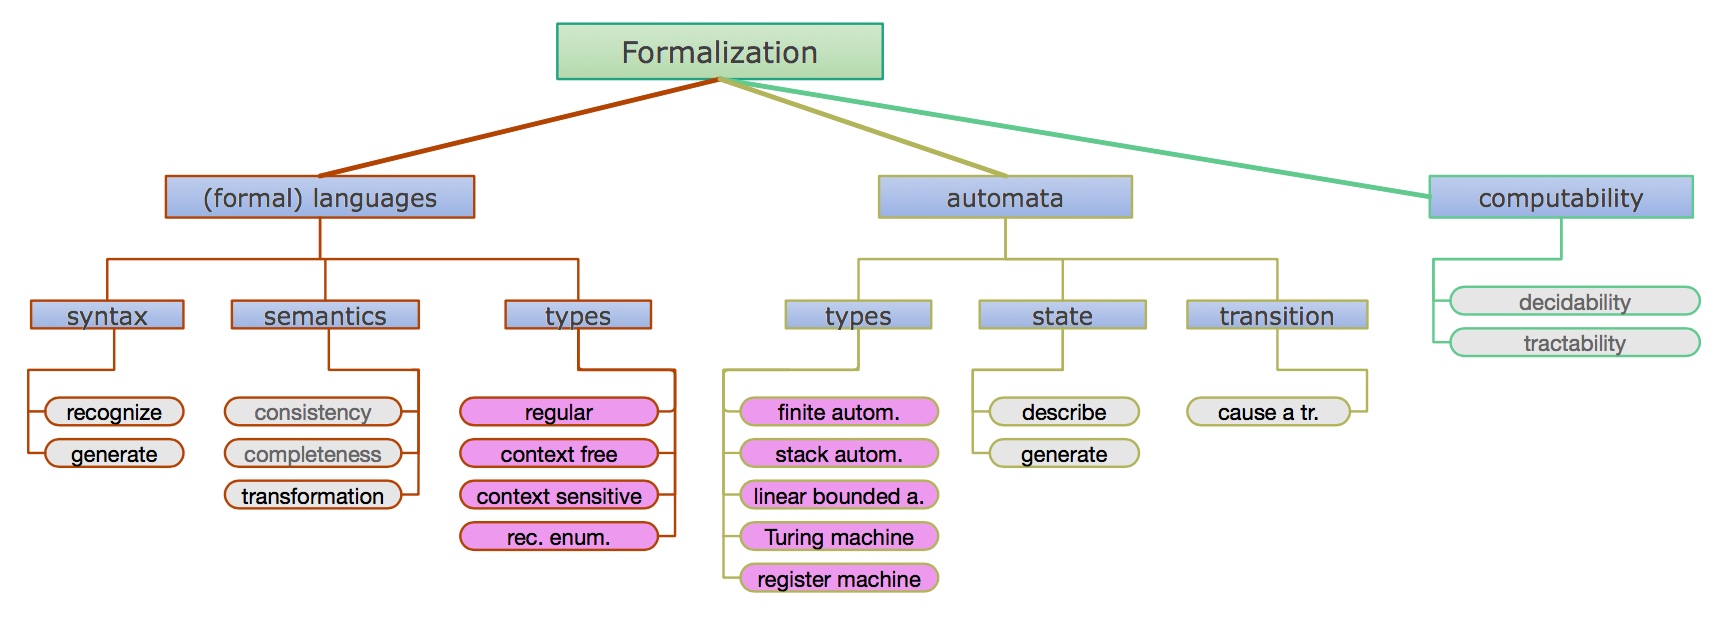 Formalization
(formal) languages
automata
computability
syntax
semantics
types
types
state
transition
decidability
tractability
recognize
generate
consistency
completeness
transformation
regular
context free
context sensitive
rec. enum.
finite autom.
stack autom.
linear bounded a.
Turing machine
register machine
describe
generate
cause a tr.